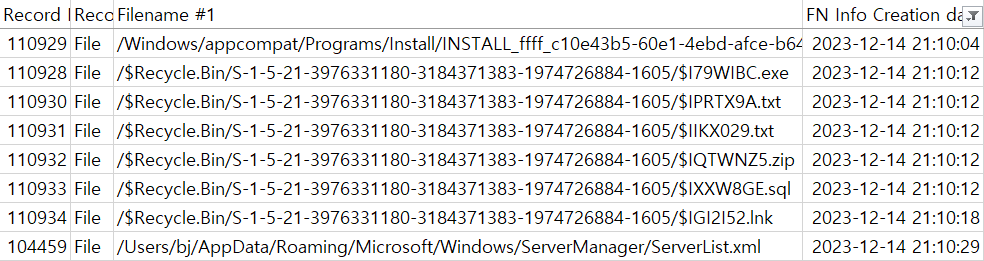 Record I Reco Filename #1 FN Info Creation da
110929 File /Windows/appcompat/Programs/Install/INSTALL_ffff_c10e43b5-60e1-4ebd-afce-b64 2023-12-14 21:10:04
110928 File /$Recycle.Bin/S-1-5-21-3976331180-3184371383-1974726884-1605/$I79WIBC.exe 2023-12-14 21:10:12
110930 File /$Recycle.Bin/S-1-5-21-3976331180-3184371383-1974726884-1605/$IPRTX9A.txt 2023-12-14 21:10:12
110931 File /$Recycle.Bin/S-1-5-21-3976331180-3184371383-1974726884-1605/$IIKX029.txt 2023-12-14 21:10:12
110932 File /$Recycle.Bin/S-1-5-21-3976331180-3184371383-1974726884-1605/$IQTWNZ5.zip 2023-12-14 21:10:12
110933 File /$Recycle.Bin/S-1-5-21-3976331180-3184371383-1974726884-1605/$IXXW8GE.sql 2023-12-14 21:10:12
110934 File /$Recycle.Bin/S-1-5-21-3976331180-3184371383-1974726884-1605/$IGI2I52.lnk 2023-12-14 21:10:18
104459 File /Users/bj/AppData/Roaming/Microsoft/Windows/ServerManager/ServerList.xml 2023-12-14 21:10:29